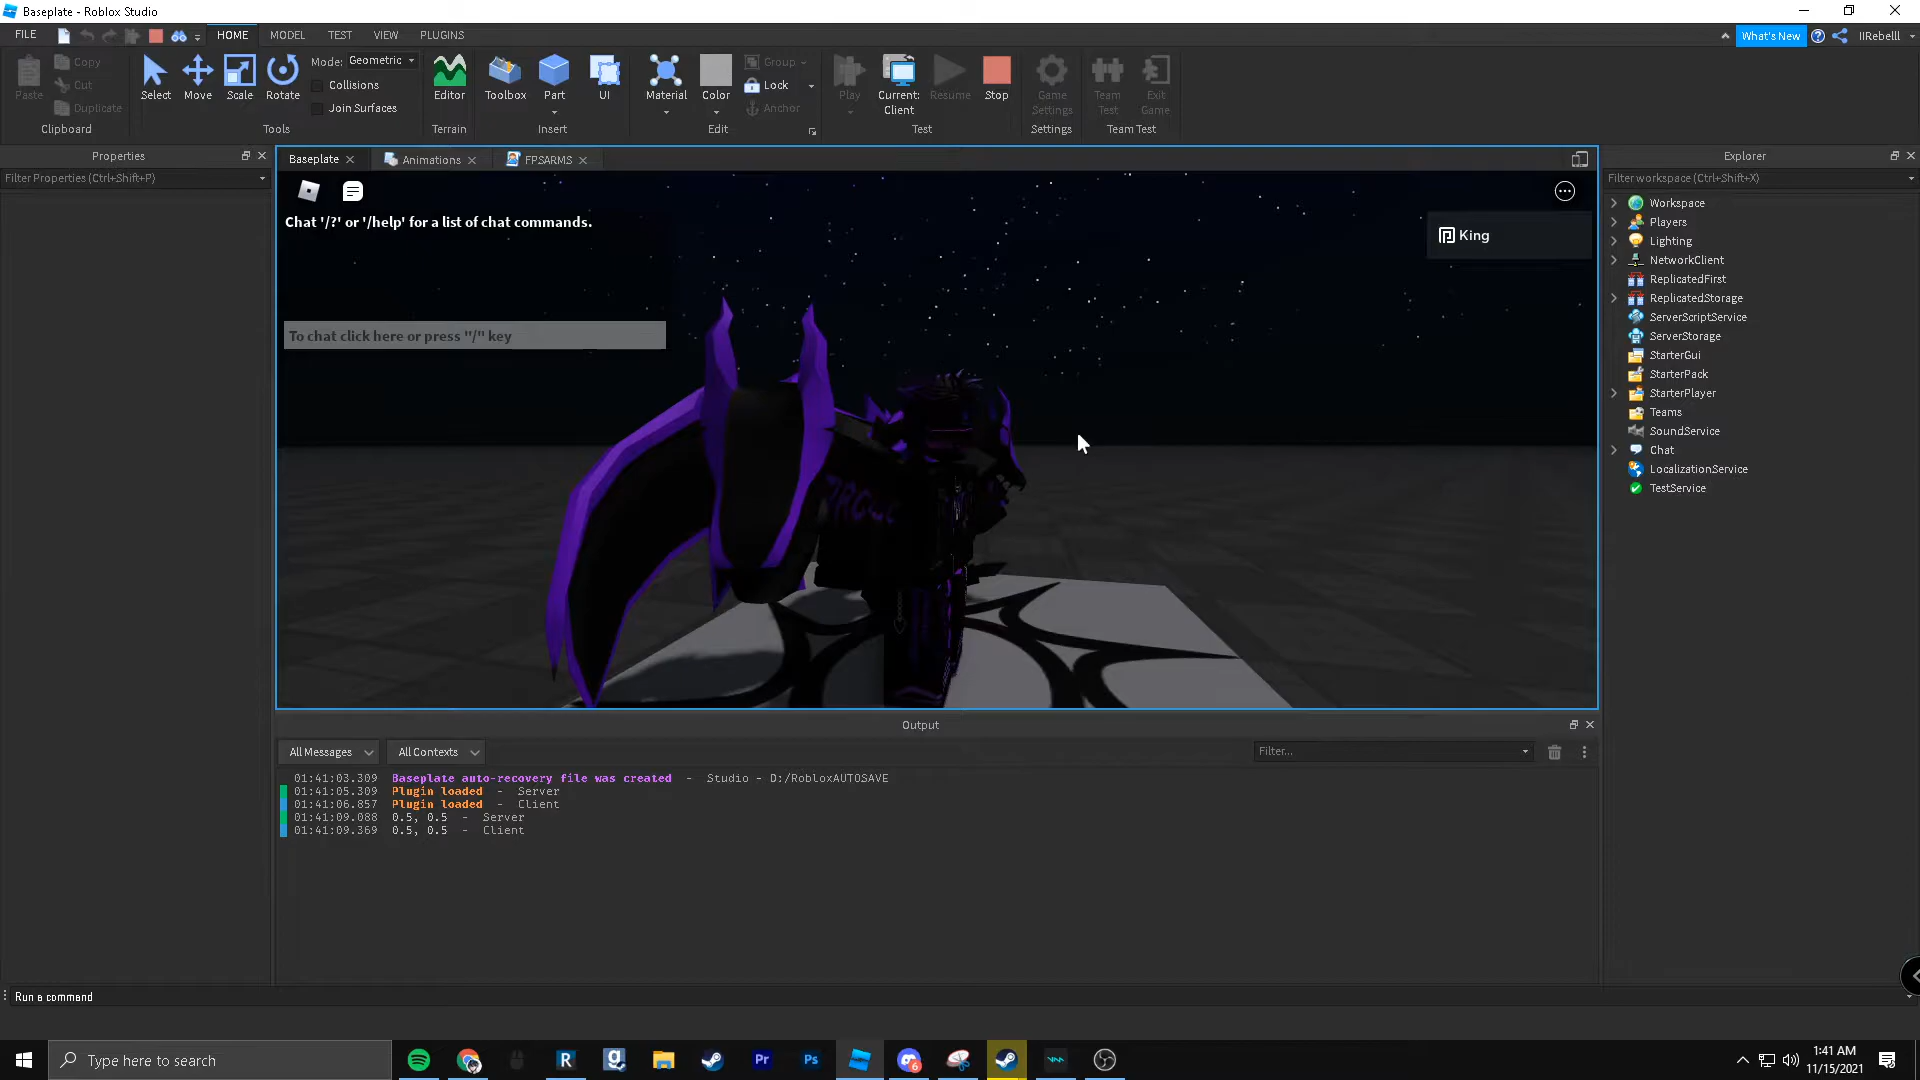 Baseplate - Roblox Studio
FILE
HOME
MODEL
TEST
VIEW
PLUGINS
What's New
IIRebelll
Paste
Copy
Cut
Duplicate
Clipboard
Select
Move
Scale
Rotate
Mode: Geometric
Collisions
Join Surfaces
Tools
Editor
Terrain
Toolbox
Part
UI
Insert
Material
Color
Group
Lock
Anchor
Edit
Play
Current:
Client
Resume
Stop
Test
Game
Settings
Settings
Team
Test
Exit
Game
Team Test
Properties
Filter Properties (Ctrl+Shift+P)
Baseplate
Animations
FPSARMS
Chat '/?' or '/help' for a list of chat commands.
To chat click here or press "/" key
King
Explorer
Filter workspace (Ctrl+Shift+X)
Workspace
Players
Lighting
NetworkClient
ReplicatedFirst
ReplicatedStorage
ServerScriptService
ServerStorage
StarterGui
StarterPack
StarterPlayer
Teams
SoundService
Chat
LocalizationService
TestService
Output
All Messages
All Contexts
Filter...
01:41:03.309 Baseplate auto-recovery file was created - Studio - D:/RobloxAUTOSAVE
01:41:05.309 Plugin loaded - Server
01:41:06.857 Plugin loaded - Client
01:41:09.088 0.5, 0.5 - Server
01:41:09.369 0.5, 0.5 - Client
Run a command
Type here to search
R
g
Pr
Ps
6
1:41 AM
11/15/2021